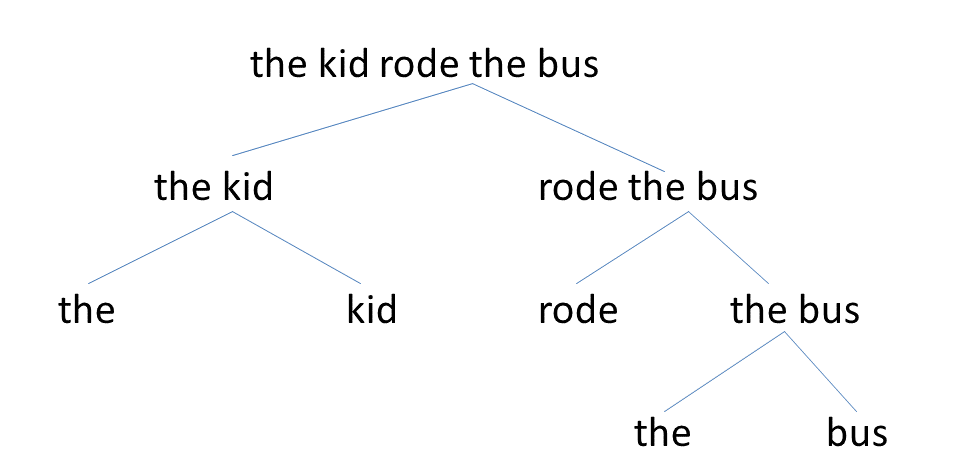 the kid rode the bus
the kid
rode the bus
the
kid
rode
the bus
the
bus